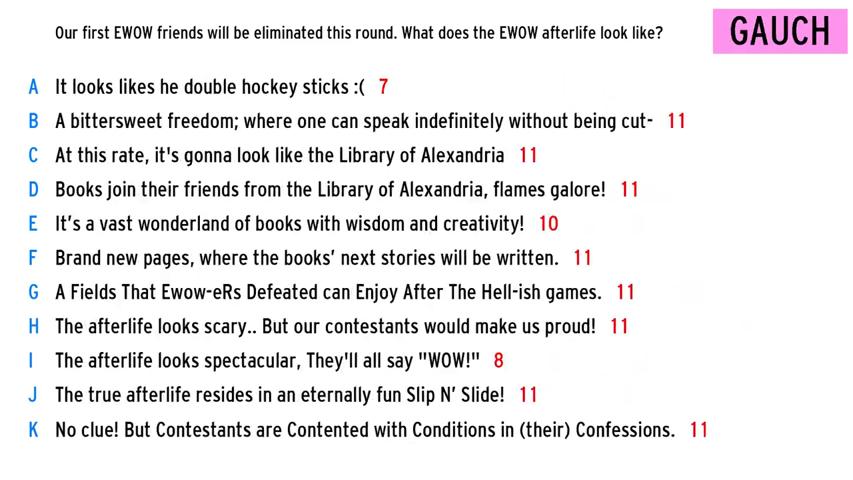 Our first EWOW friends will be eliminated this round. What does the EWOW afterlife look like?
GAUCH
A It looks likes he double hockey sticks :( 7
B A bittersweet freedom; where one can speak indefinitely without being cut- 11
C At this rate, it's gonna look like the Library of Alexandria 11
D Books join their friends from the Library of Alexandria, flames galore! 11
E It’s a vast wonderland of books with wisdom and creativity! 10
F Brand new pages, where the books’ next stories will be written. 11
G A Fields That Ewow-eRs Defeated can Enjoy After The Hell-ish games. 11
H The afterlife looks scary.. But our contestants would make us proud! 11
I The afterlife looks spectacular, They'll all say "WOW!" 8
J The true afterlife resides in an eternally fun Slip N’ Slide! 11
K No clue! But Contestants are Contented with Conditions in (their) Confessions. 11